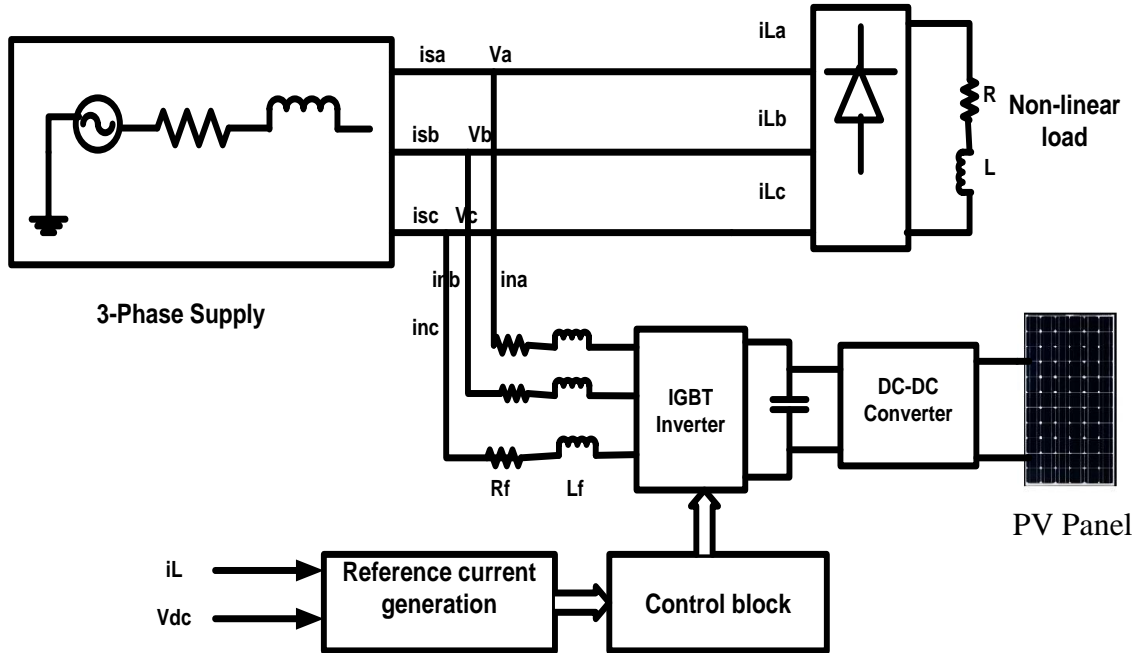 iLa
isa Va
R
Non-linear
load
iLb
isb Vb
L
iLc
isc Vc
inb ina
3-Phase Supply
inc
IGBT
Inverter
DC-DC
Converter
Rf Lf
PV Panel
iL
Reference current
generation
Control block
Vdc